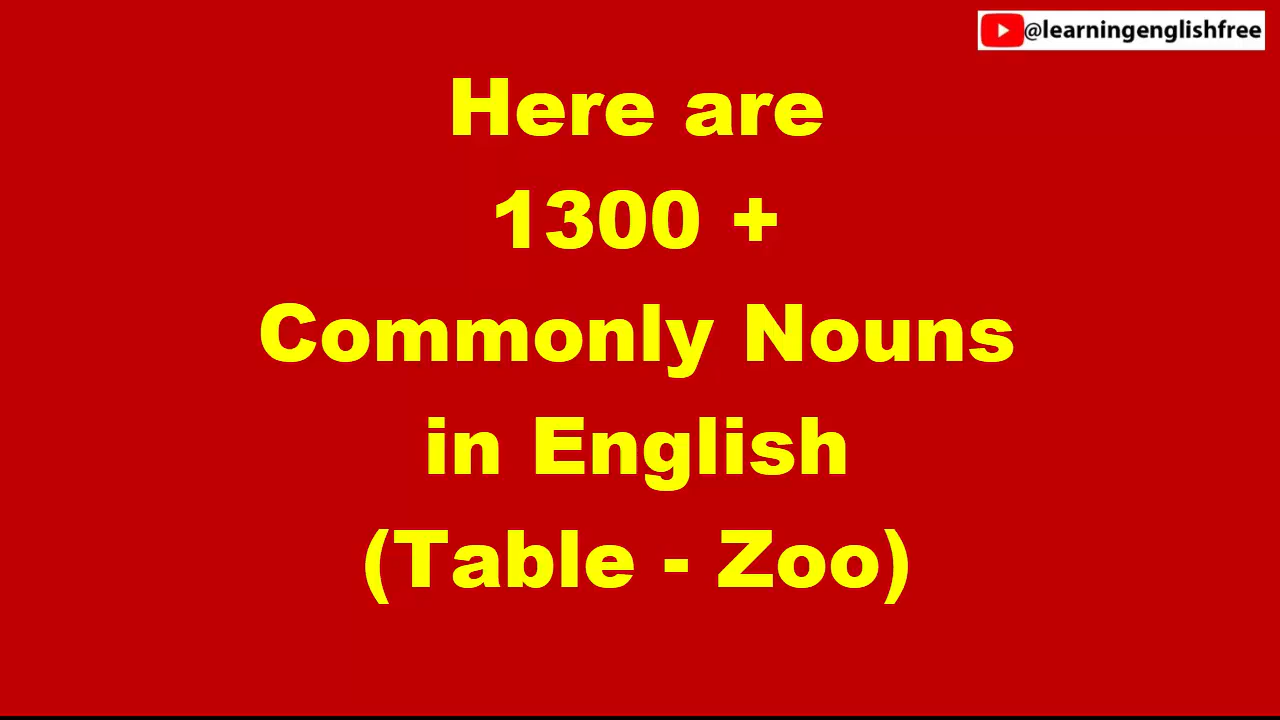 @learningenglishfree
Here are
1300 +
Commonly Nouns
in English
(Table - Zoo)